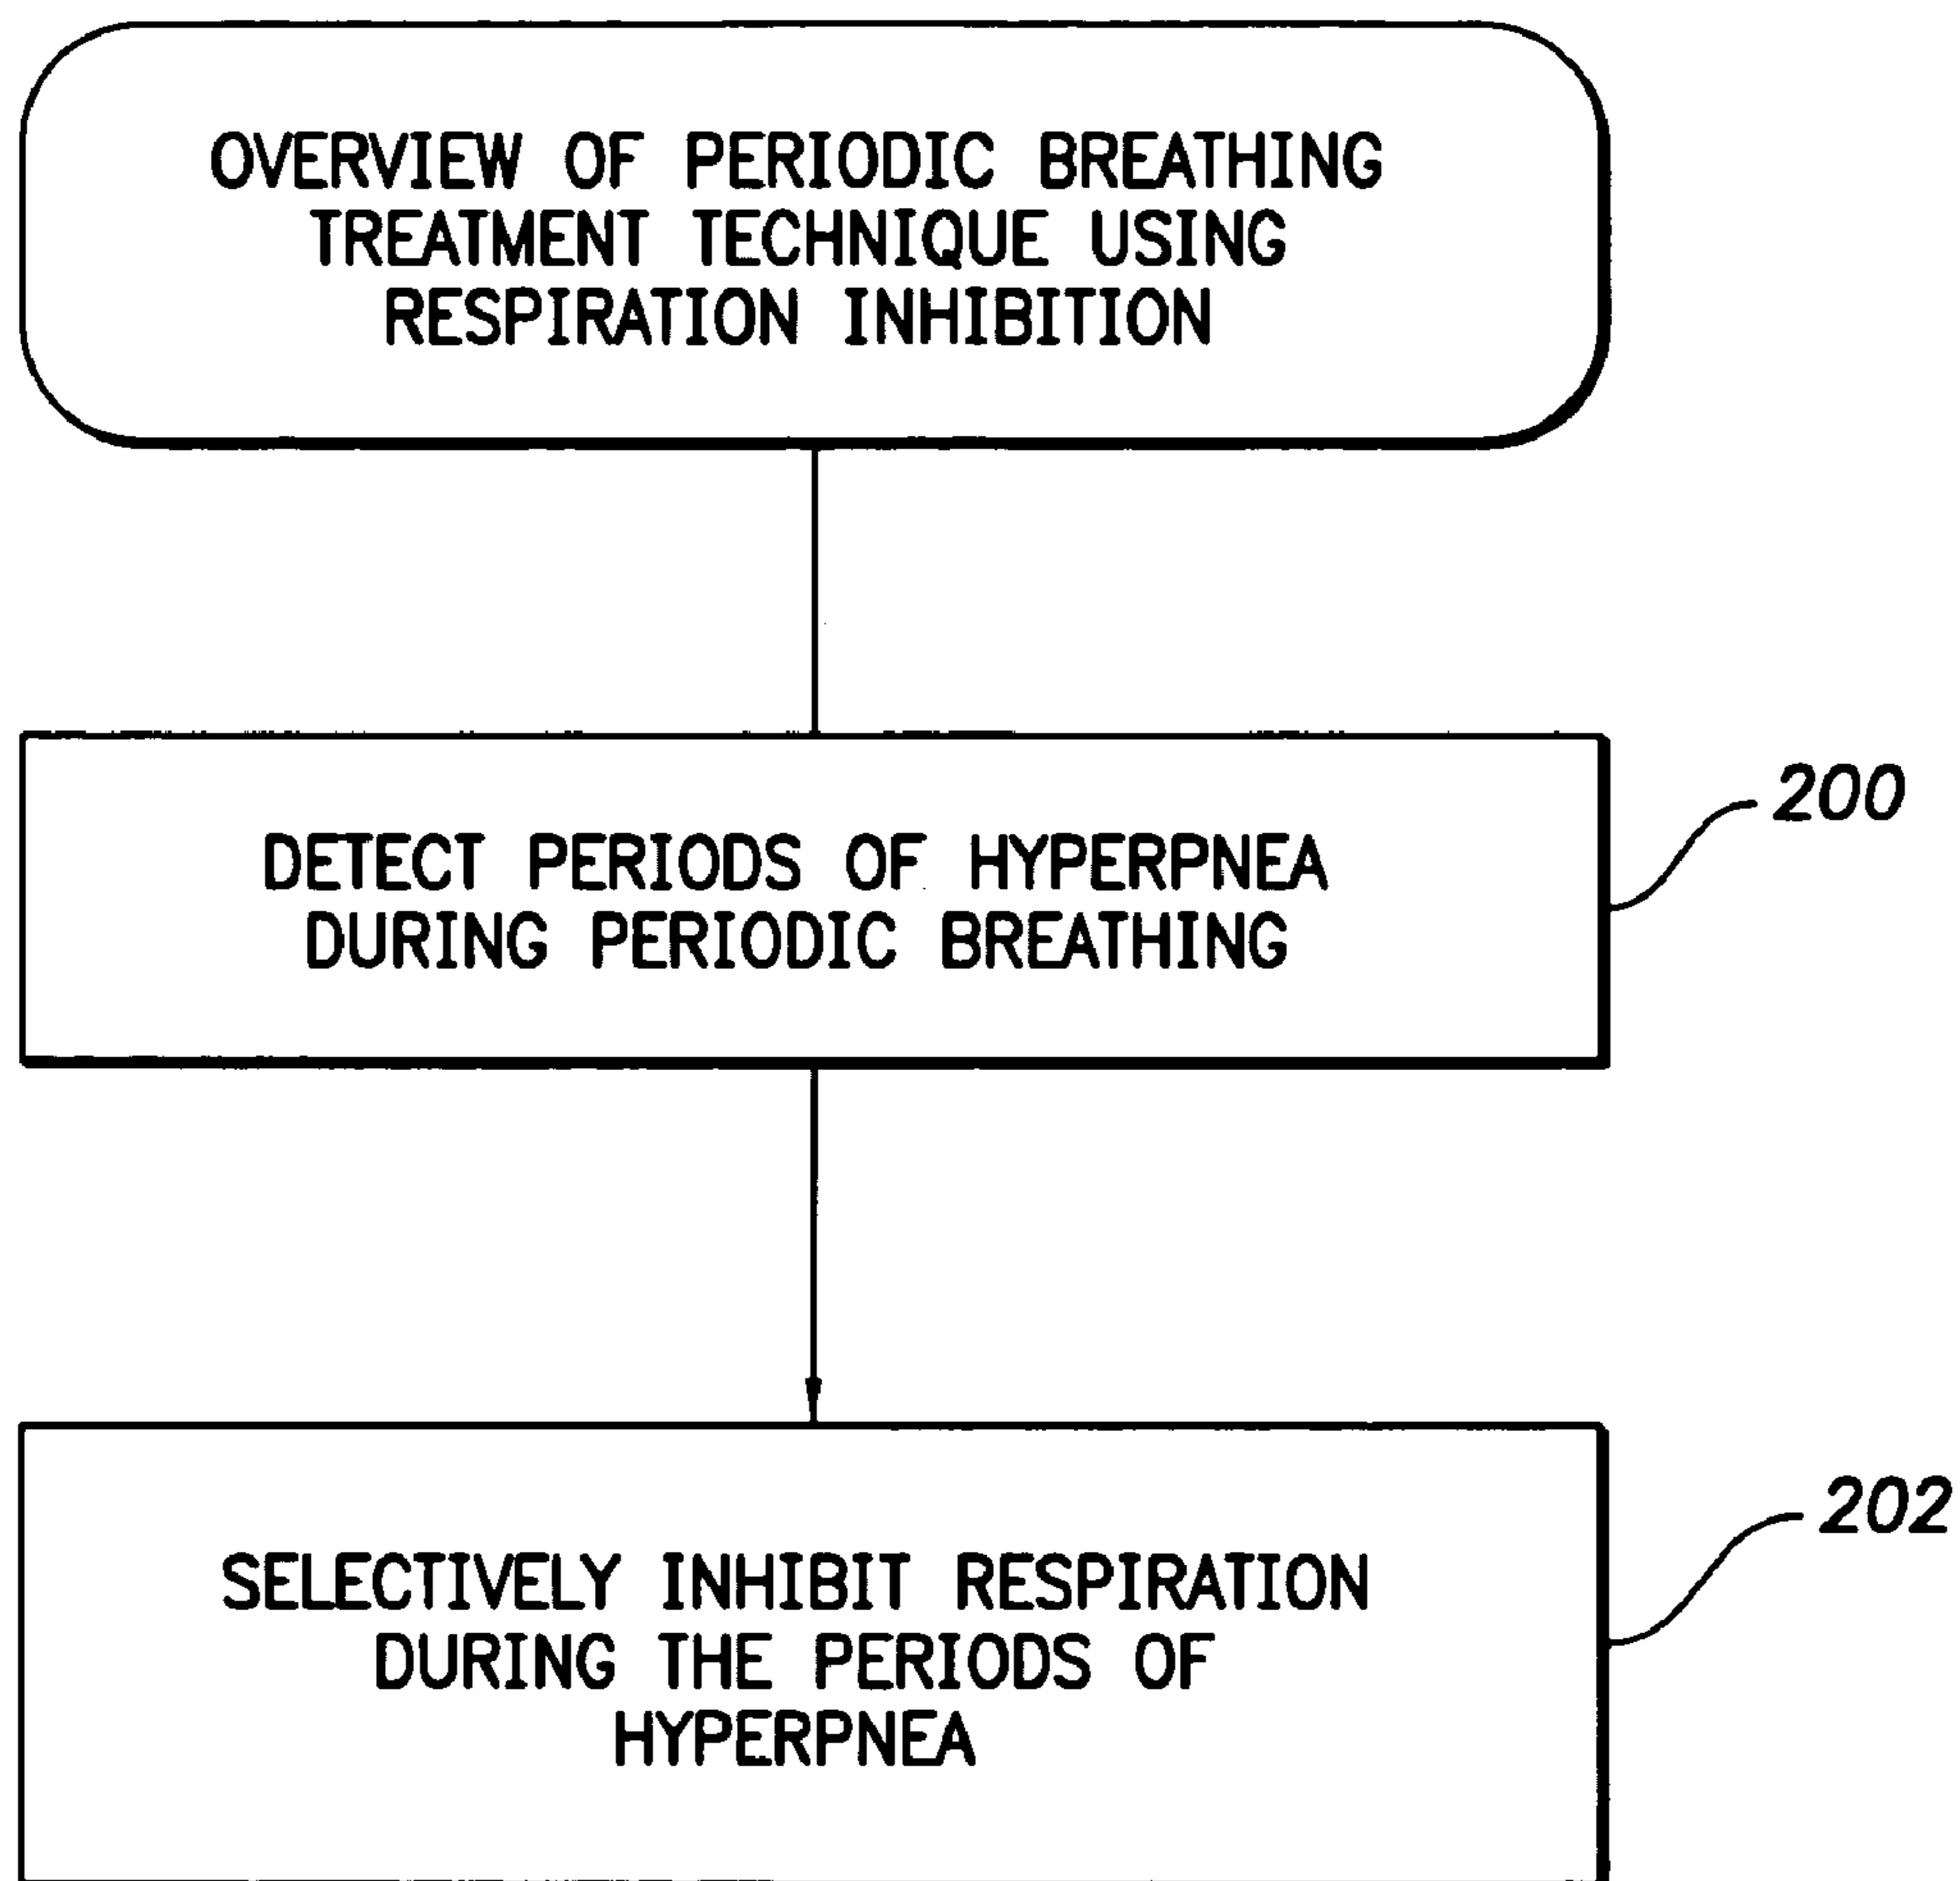 OVERVIEW OF PERIODIC BREATHING
TREATMENT TECHNIQUE USING
RESPIRATION INHIBITION
DETECT PERIODS OF HYPERPNEA
DURING PERIODIC BREATHING
200
SELECTIVELY INHIBIT RESPIRATION
DURING THE PERIODS OF
HYPERPNEA
202